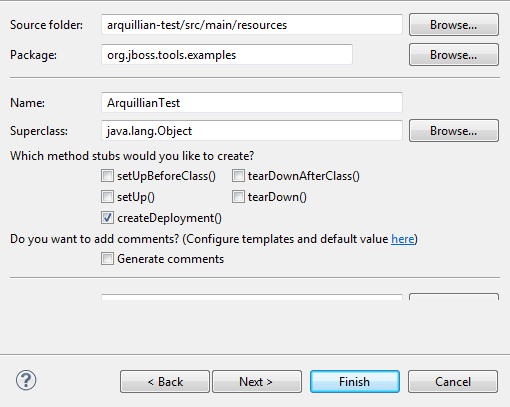 Source folder: arquillian-test/src/main/resources Browse...
Package: org.jboss.tools.examples Browse...
Name: ArquillianTest
Superclass: java.lang.Object Browse...
Which method stubs would you like to create?
setUpBeforeClass() tearDownAfterClass()
setUp() tearDown()
createDeployment()
Do you want to add comments? (Configure templates and default value here)
Generate comments
? < Back Next > Finish Cancel